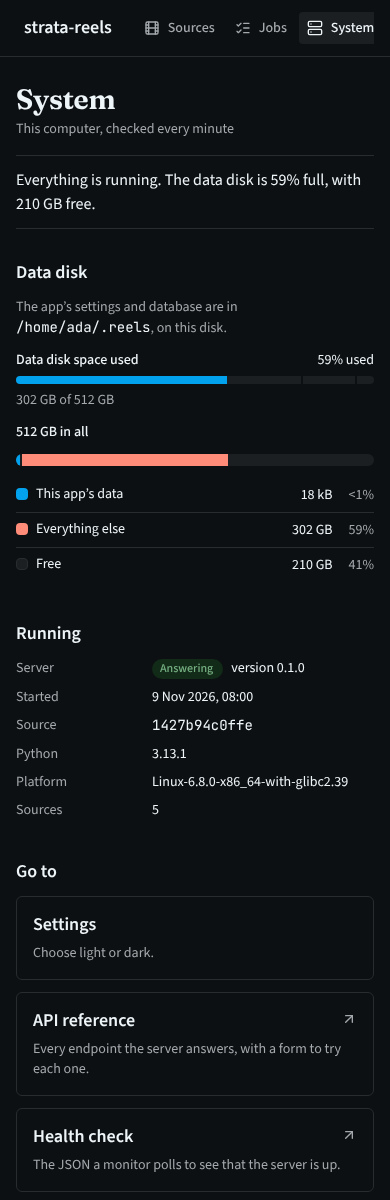 strata-reels
Sources
Jobs
System
System
This computer, checked every minute
Everything is running. The data disk is 59% full, with
210 GB free.
Data disk
The app's settings and database are in
/home/ada/.reels, on this disk.
Data disk space used 59% used
302 GB of 512 GB
512 GB in all
This app's data 18 kB <1%
Everything else 302 GB 59%
Free 210 GB 41%
Running
Server Answering version 0.1.0
Started 9 Nov 2026, 08:00
Source 1427b94c0ffe
Python 3.13.1
Platform Linux-6.8.0-x86_64-with-glibc2.39
Sources 5
Go to
Settings
Choose light or dark.
API reference
Every endpoint the server answers, with a form to try
each one.
Health check
The JSON a monitor polls to see that the server is up.